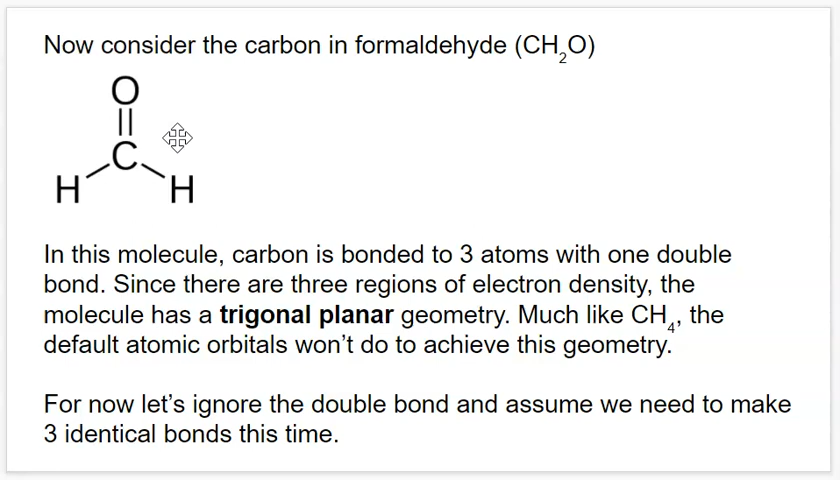 Now consider the carbon in formaldehyde (CH₂O)
O
C
H H
In this molecule, carbon is bonded to 3 atoms with one double
bond. Since there are three regions of electron density, the
molecule has a trigonal planar geometry. Much like CH₄, the
default atomic orbitals won’t do to achieve this geometry.
For now let’s ignore the double bond and assume we need to make
3 identical bonds this time.